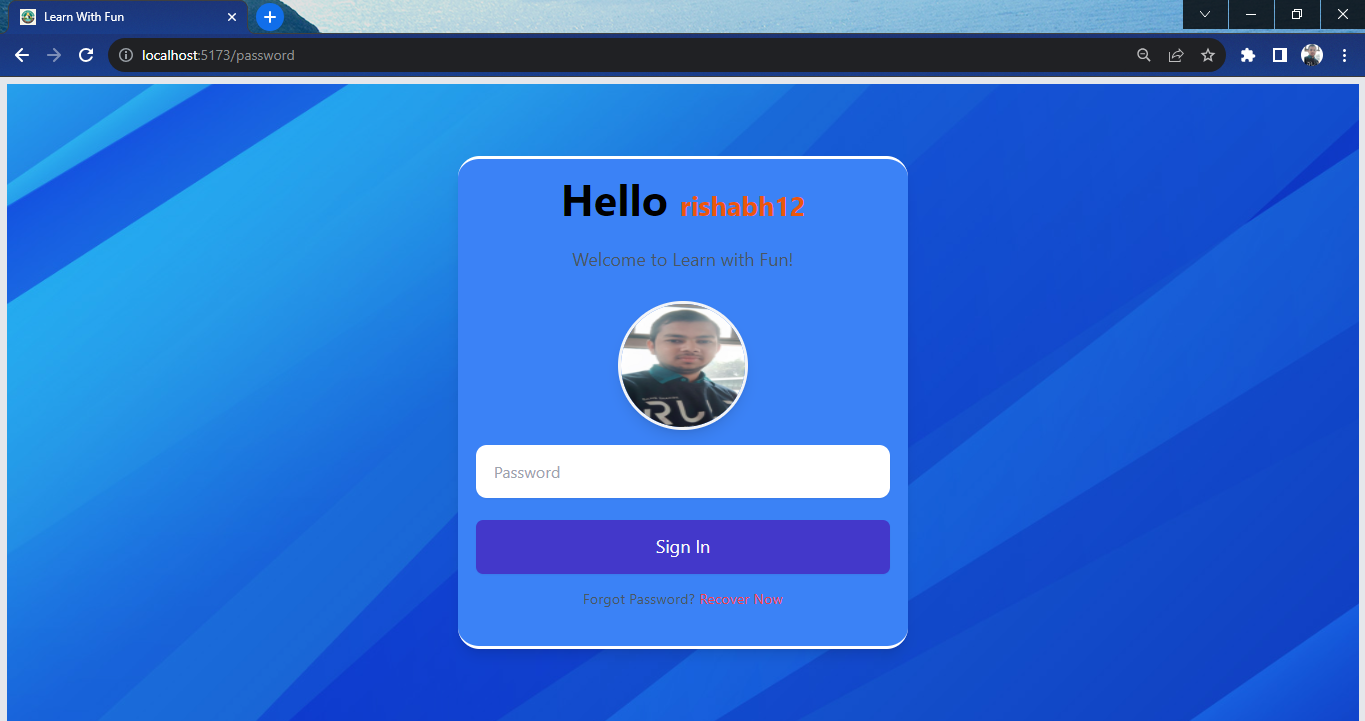 Learn With Fun
localhost:5173/password
Hello rishabh12
Welcome to Learn with Fun!
Password
Sign In
Forgot Password? Recover Now